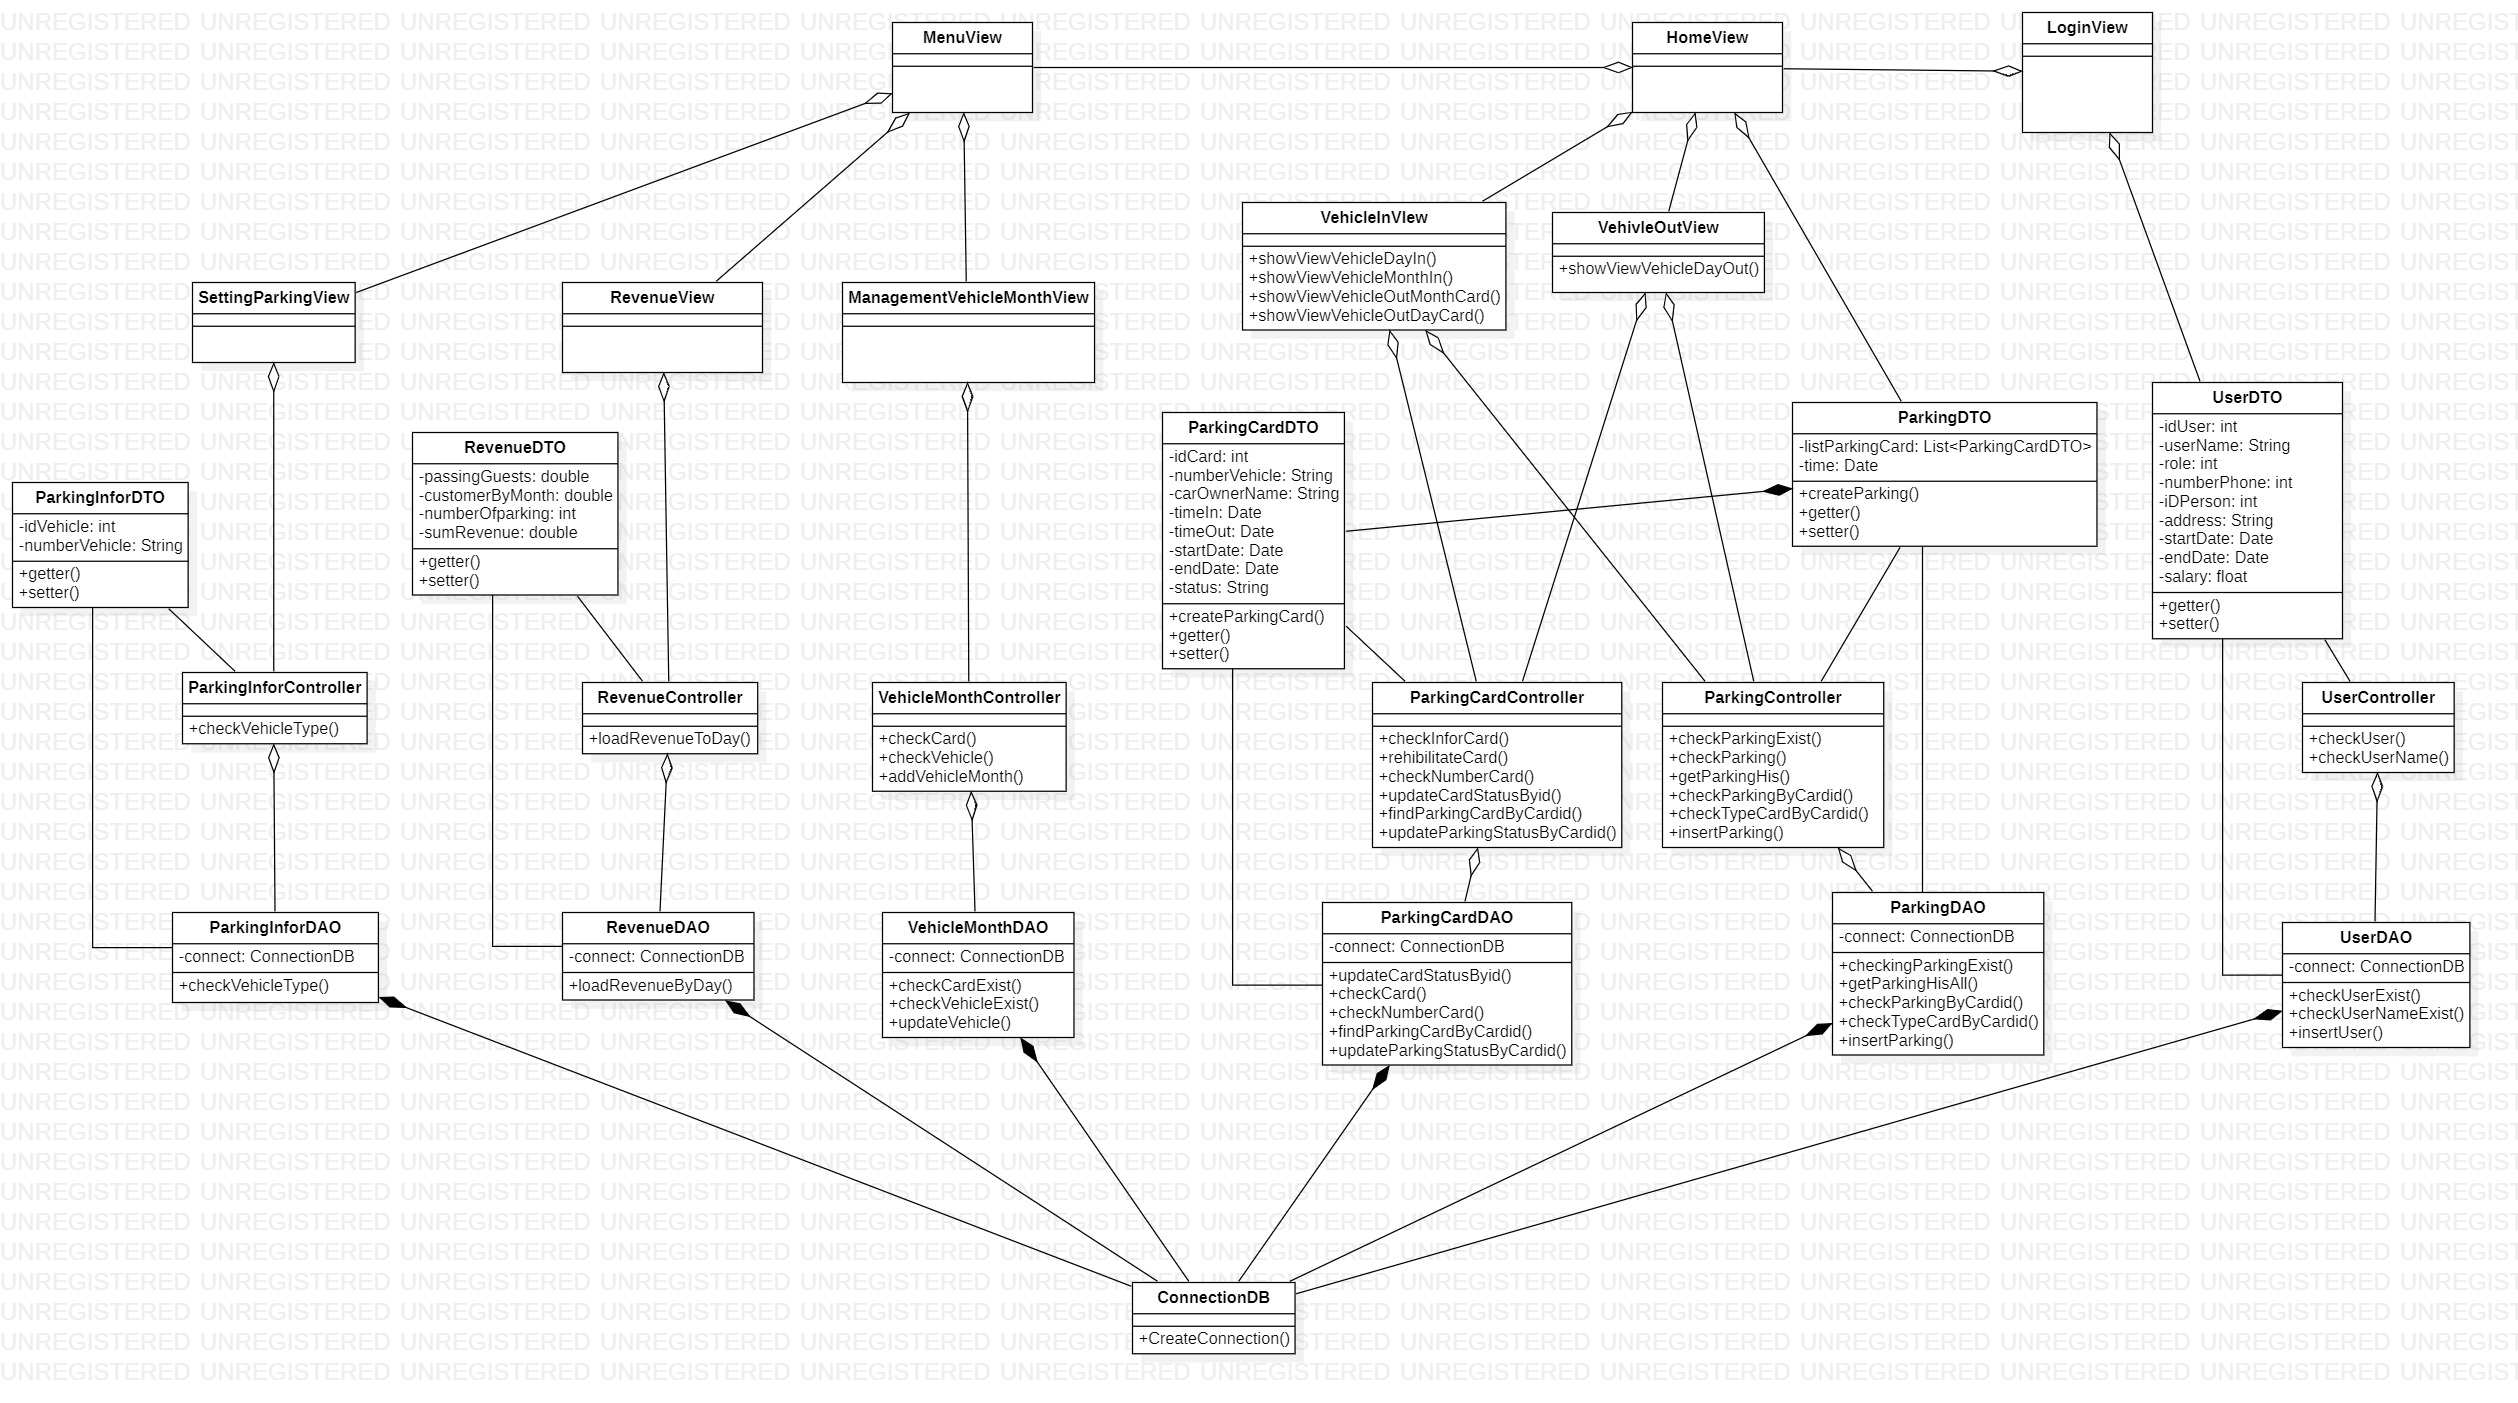 MenuView
HomeView
LoginView
VehicleInVIew
+showViewVehicleDayIn()
+showViewVehicleMonthIn()
+showViewVehicleOutMonthCard()
+showViewVehicleOutDayCard()
VehivleOutView
+showViewVehicleDayOut()
SettingParkingView
RevenueView
ManagementVehicleMonthView
ParkingInforDTO
-idVehicle: int
-numberVehicle: String
+getter()
+setter()
RevenueDTO
-passingGuests: double
-customerByMonth: double
-numberOfparking: int
-sumRevenue: double
+getter()
+setter()
ParkingCardDTO
-idCard: int
-numberVehicle: String
-carOwnerName: String
-timeIn: Date
-timeOut: Date
-startDate: Date
-endDate: Date
-status: String
+createParkingCard()
+getter()
+setter()
ParkingDTO
-listParkingCard: List<ParkingCardDTO>
-time: Date
+createParking()
+getter()
+setter()
UserDTO
-idUser: int
-userName: String
-role: int
-numberPhone: int
-iDPerson: int
-address: String
-startDate: Date
-endDate: Date
-salary: float
+getter()
+setter()
ParkingInforController
+checkVehicleType()
RevenueController
+loadRevenueToDay()
VehicleMonthController
+checkCard()
+checkVehicle()
+addVehicleMonth()
ParkingCardController
+checkInforCard()
+rehibilitateCard()
+checkNumberCard()
+updateCardStatusByid()
+findParkingCardByCardid()
+updateParkingStatusByCardid()
ParkingController
+checkParkingExist()
+checkParking()
+getParkingHis()
+checkParkingByCardid()
+checkTypeCardByCardid()
+insertParking()
UserController
+checkUser()
+checkUserName()
ParkingInforDAO
-connect: ConnectionDB
+checkVehicleType()
RevenueDAO
-connect: ConnectionDB
+loadRevenueByDay()
VehicleMonthDAO
-connect: ConnectionDB
+checkCardExist()
+checkVehicleExist()
+updateVehicle()
ParkingCardDAO
-connect: ConnectionDB
+updateCardStatusByid()
+checkCard()
+checkNumberCard()
+findParkingCardByCardid()
+updateParkingStatusByCardid()
ParkingDAO
-connect: ConnectionDB
+checkingParkingExist()
+getParkingHisAll()
+checkParkingByCardid()
+checkTypeCardByCardid()
+insertParking()
UserDAO
-connect: ConnectionDB
+checkUserExist()
+checkUserNameExist()
+insertUser()
ConnectionDB
+CreateConnection()
UNREGISTERED